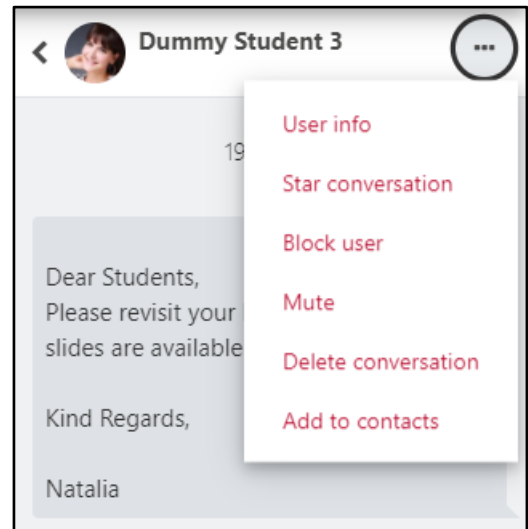 Dummy Student 3
19
User info
Star conversation
Block user
Mute
Delete conversation
Add to contacts
Dear Students,
Please revisit your
slides are available
Kind Regards,
Natalia